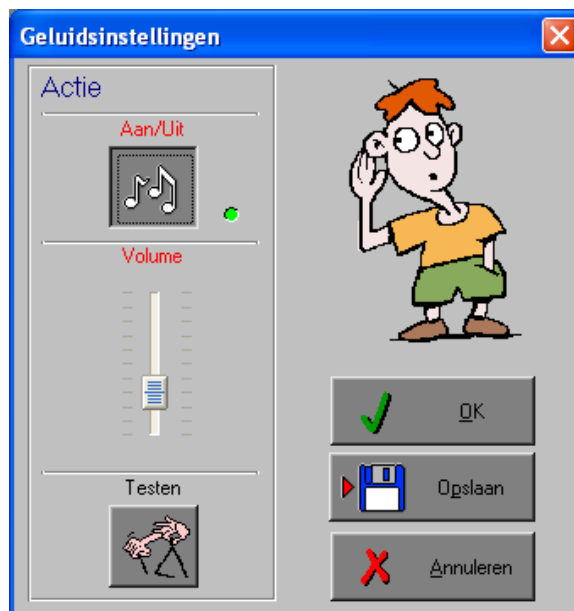 Geluidsinstellingen
Actie
Aan/Uit
Volume
Testen
OK
Opslaan
Annuleren